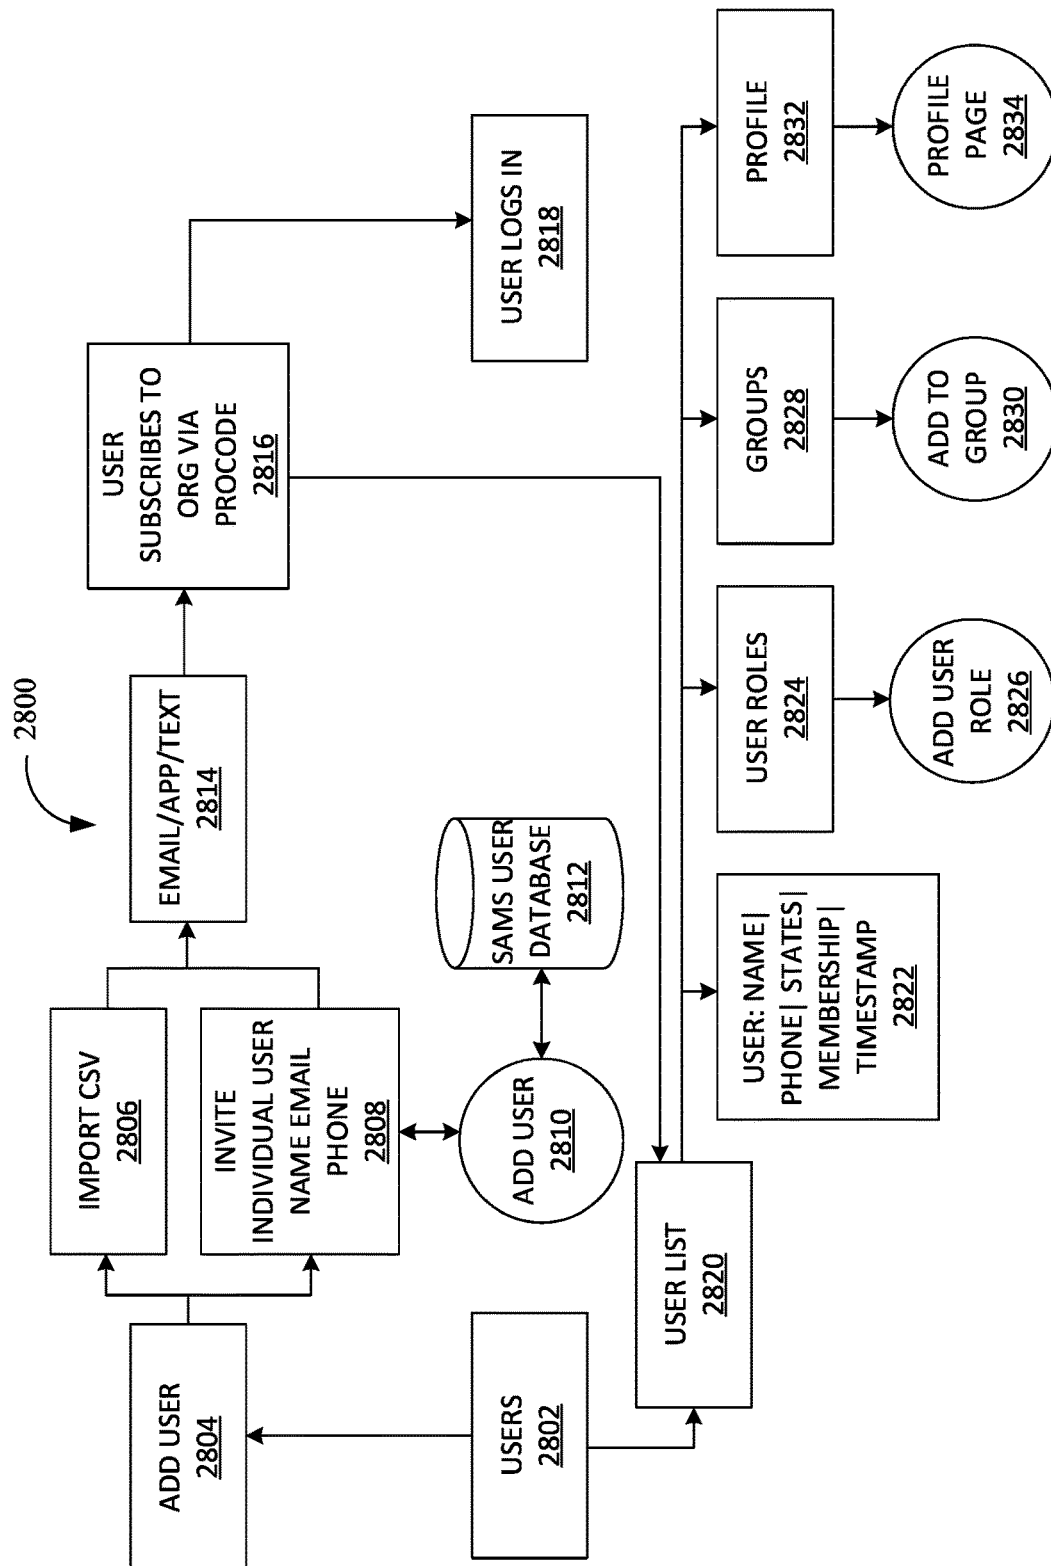 2800
ADD USER
2804
IMPORT CSV
2806
INVITE
INDIVIDUAL USER
NAME EMAIL
PHONE
2808
EMAIL/APP/TEXT
2814
USER
SUBSCRIBES TO
ORG VIA
PROCODE
2816
USERS
2802
ADD USER
2810
SAMS USER
DATABASE
2812
USER LOGS IN
2818
USER LIST
2820
USER: NAME|
PHONE| STATES|
MEMBERSHIP|
TIMESTAMP
2822
USER ROLES
2824
GROUPS
2828
PROFILE
2832
ADD USER
ROLE
2826
ADD TO
GROUP
2830
PROFILE
PAGE
2834